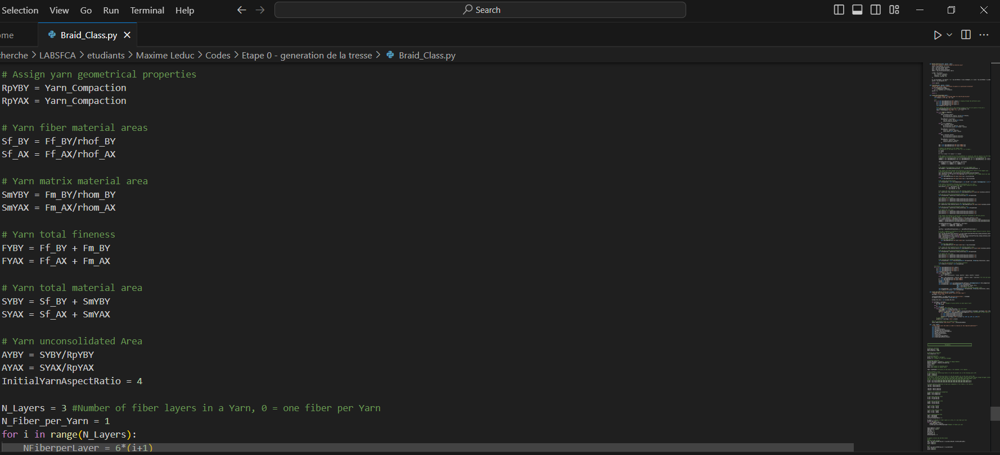 Selection View Go Run Terminal Help Search
ome Braid_Class.py
cherche > LABSFCA > etudiants > Maxime Leduc > Codes > Etape 0 - generation de la tresse > Braid_Class.py
# Assign yarn geometrical properties
RpYBY = Yarn_Compaction
RpYAX = Yarn_Compaction
# Yarn fiber material areas
Sf_BY = Ff_BY/rhof_BY
Sf_AX = Ff_AX/rhof_AX
# Yarn matrix material area
SmYBY = Fm_BY/rhom_BY
SmYAX = Fm_AX/rhom_AX
# Yarn total fineness
FYBY = Ff_BY + Fm_BY
FYAX = Ff_AX + Fm_AX
# Yarn total material area
SYBY = Sf_BY + SmYBY
SYAX = Sf_AX + SmYAX
# Yarn unconsolidated Area
AYBY = SYBY/RpYBY
AYAX = SYAX/RpYAX
InitialYarnAspectRatio = 4
N_Layers = 3 #Number of fiber layers in a Yarn, 0 = one fiber per Yarn
N_Fiber_per_Yarn = 1
for i in range(N_Layers):
NFiberperLayer = 6*(i+1)